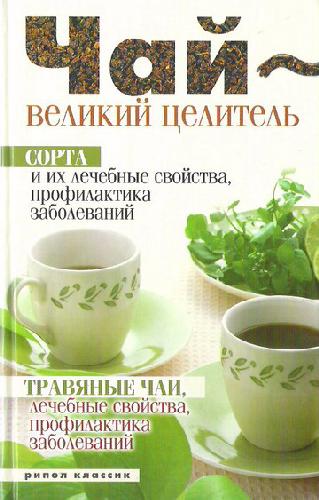 Чай~
великий целитель
СОРТА
и их лечебные свойства,
профилактика
заболеваний
ТРАВЯНЫЕ ЧАИ,
лечебные свойства,
профилактика
заболеваний
РИПОЛ КЛАССИК